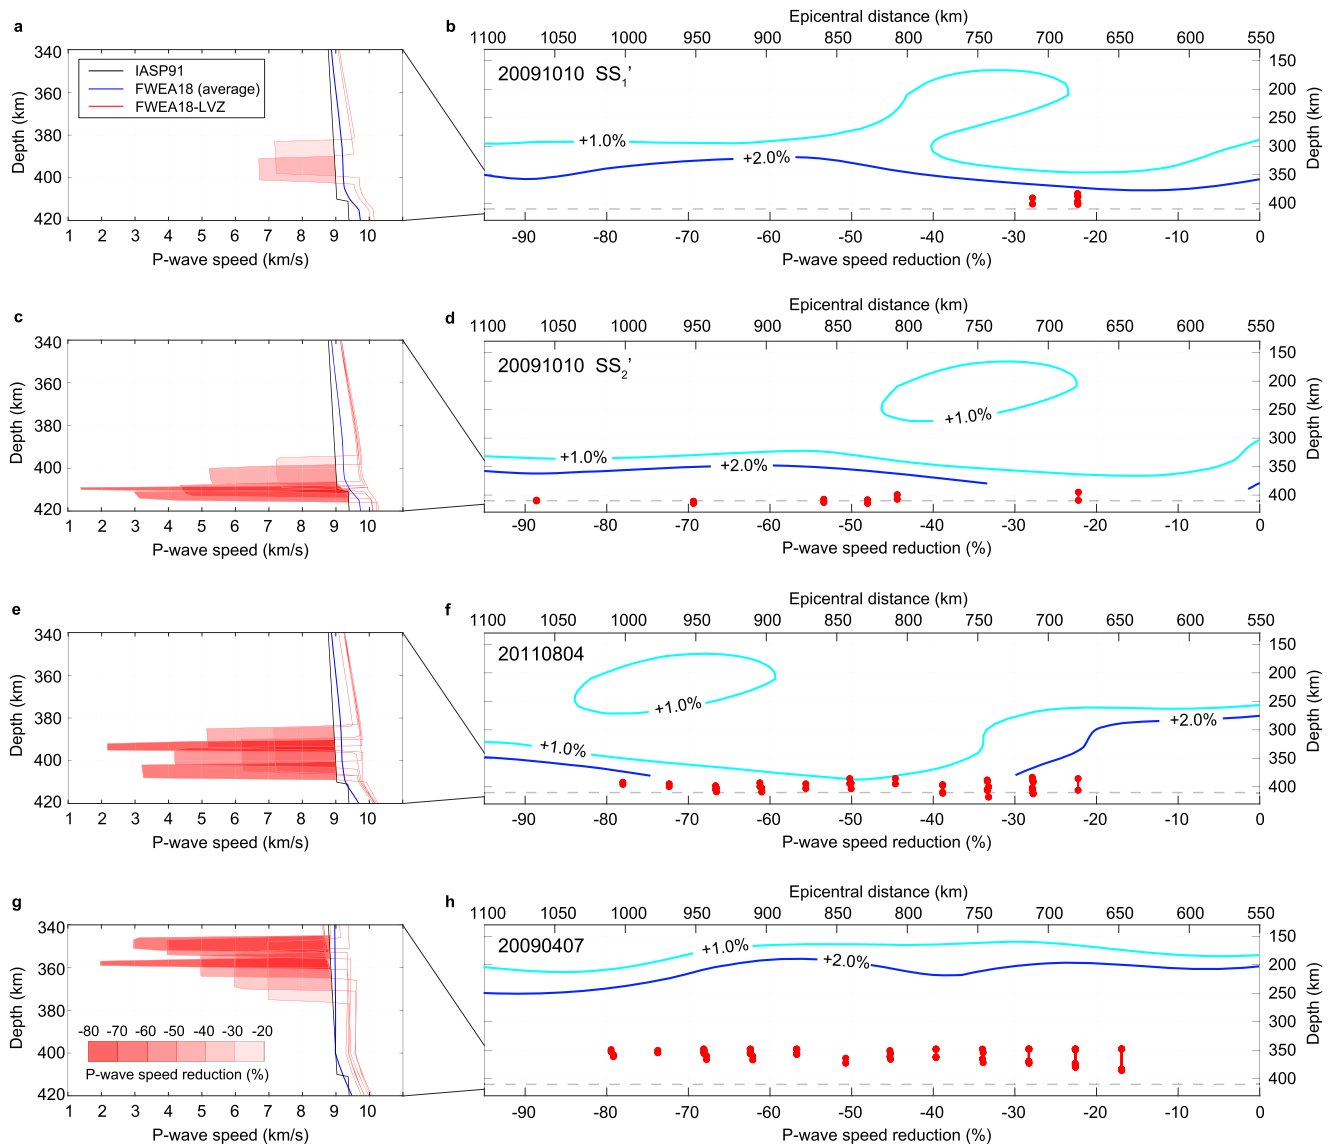 a
340
360
380
400
420
Depth (km)
IASP91
FWEA18 (average)
FWEA18-LVZ
1 2 3 4 5 6 7 8 9 10
P-wave speed (km/s)
b
Epicentral distance (km)
1100 1050 1000 950 900 850 800 750 700 650 600 550
20091010 SS1'
+1.0%
+2.0%
150
200
250
300
350
400
Depth (km)
-90 -80 -70 -60 -50 -40 -30 -20 -10 0
P-wave speed reduction (%)
c
340
360
380
400
420
Depth (km)
1 2 3 4 5 6 7 8 9 10
P-wave speed (km/s)
d
Epicentral distance (km)
1100 1050 1000 950 900 850 800 750 700 650 600 550
20091010 SS2'
+1.0%
+1.0%
+2.0%
150
200
250
300
350
400
Depth (km)
-90 -80 -70 -60 -50 -40 -30 -20 -10 0
P-wave speed reduction (%)
e
340
360
380
400
420
Depth (km)
1 2 3 4 5 6 7 8 9 10
P-wave speed (km/s)
f
Epicentral distance (km)
1100 1050 1000 950 900 850 800 750 700 650 600 550
20110804
+1.0%
+2.0%
+1.0%
150
200
250
300
350
400
Depth (km)
-90 -80 -70 -60 -50 -40 -30 -20 -10 0
P-wave speed reduction (%)
g
340
360
380
400
420
Depth (km)
-80 -70 -60 -50 -40 -30 -20
P-wave speed reduction (%)
1 2 3 4 5 6 7 8 9 10
P-wave speed (km/s)
h
Epicentral distance (km)
1100 1050 1000 950 900 850 800 750 700 650 600 550
20090407
+1.0%
+2.0%
150
200
250
300
350
400
Depth (km)
-90 -80 -70 -60 -50 -40 -30 -20 -10 0
P-wave speed reduction (%)